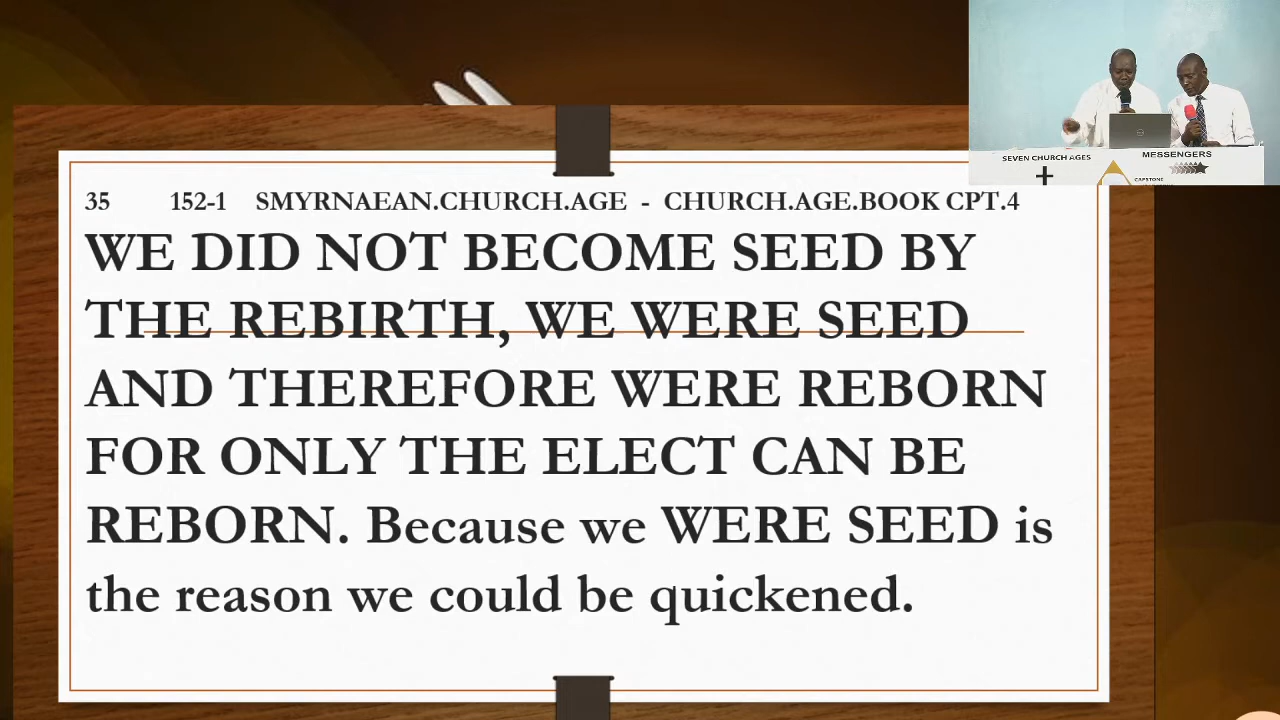 35 152-1 SMYRNAEAN.CHURCH.AGE - CHURCH.AGE.BOOK CPT.4
WE DID NOT BECOME SEED BY
THE REBIRTH, WE WERE SEED
AND THEREFORE WERE REBORN
FOR ONLY THE ELECT CAN BE
REBORN. Because we WERE SEED is
the reason we could be quickened.
SEVEN CHURCH AGES
MESSENGERS
CAPSTONE